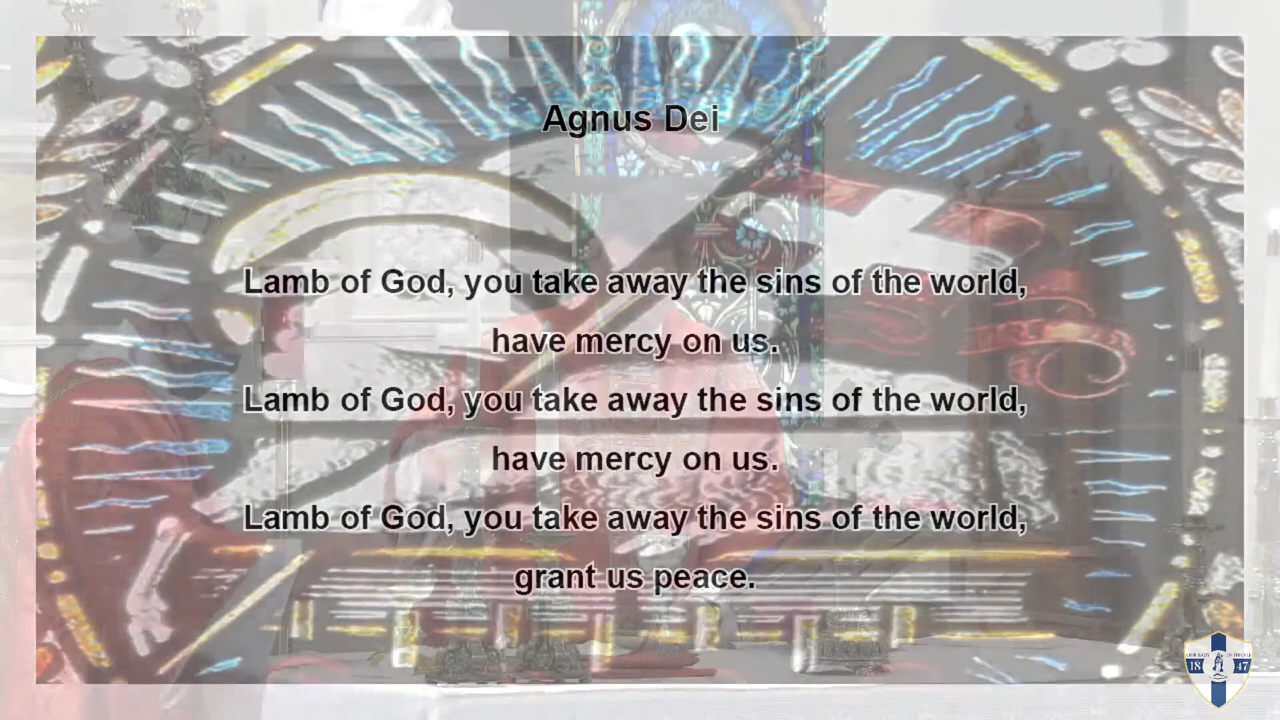 Agnus Dei
Lamb of God, you take away the sins of the world,
have mercy on us.
Lamb of God, you take away the sins of the world,
have mercy on us.
Lamb of God, you take away the sins of the world,
grant us peace.
18 47